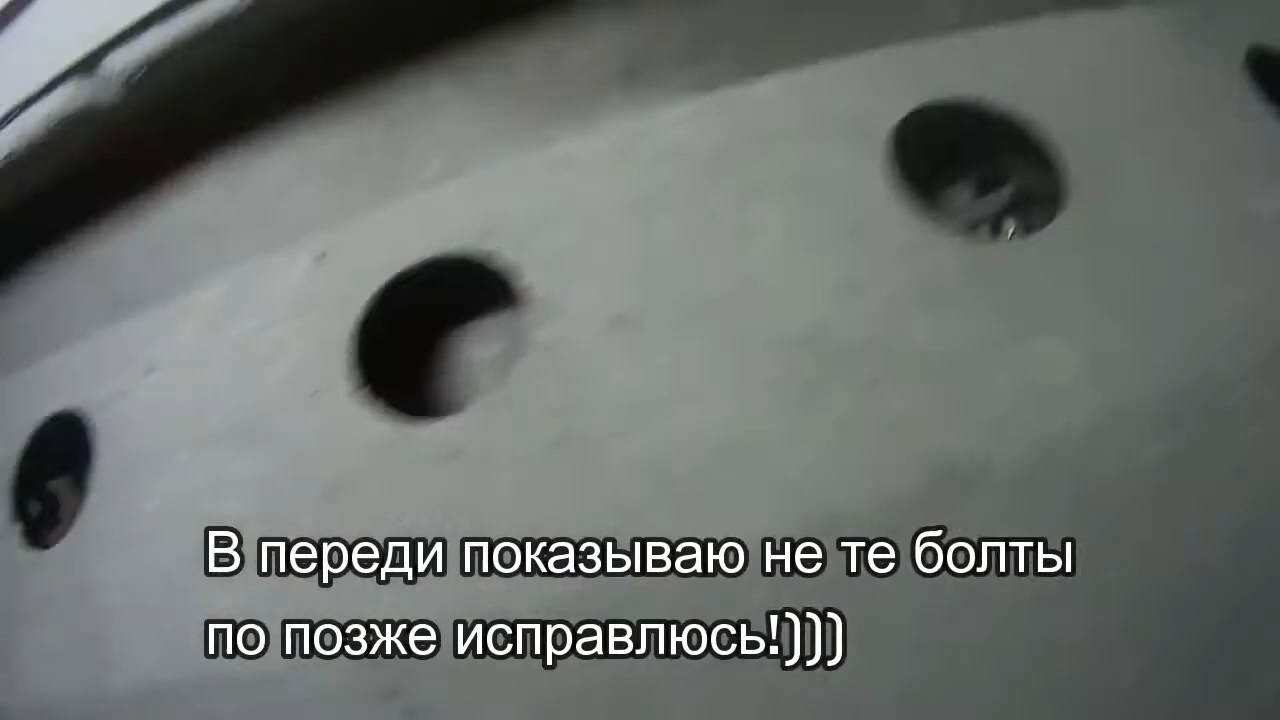 В переди показываю не те болты
по позже исправлюсь!)))